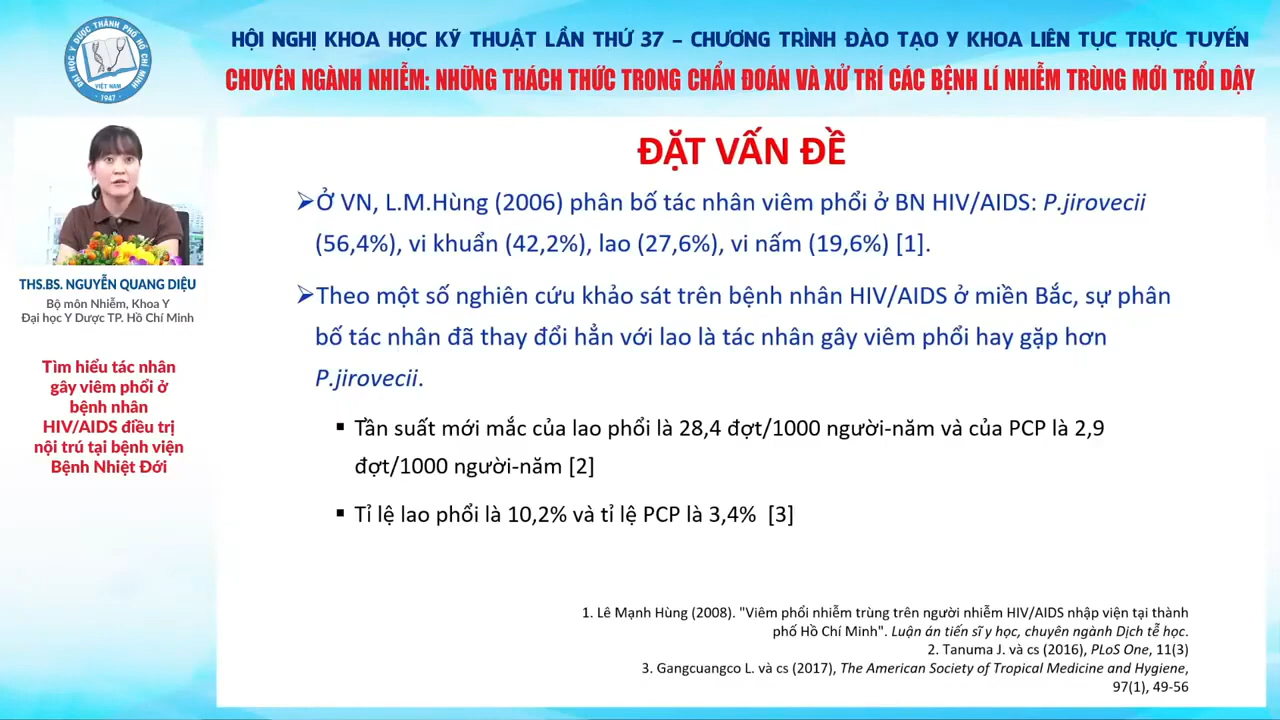 ĐẠI HỌC Y DƯỢC THÀNH PHỐ HỒ CHÍ MINH
VIỆT NAM
1947
HỘI NGHỊ KHOA HỌC KỸ THUẬT LẦN THỨ 37 – CHƯƠNG TRÌNH ĐÀO TẠO Y KHOA LIÊN TỤC TRỰC TUYẾN
CHUYÊN NGÀNH NHIỄM: NHỮNG THÁCH THỨC TRONG CHẨN ĐOÁN VÀ XỬ TRÍ CÁC BỆNH LÍ NHIỄM TRÙNG MỚI TRỔI DẬY
THS.BS. NGUYỄN QUANG DIỆU
Bộ môn Nhiễm, Khoa Y
Đại học Y Dược TP. Hồ Chí Minh
Tìm hiểu tác nhân
gây viêm phổi ở
bệnh nhân
HIV/AIDS điều trị
nội trú tại bệnh viện
Bệnh Nhiệt Đới
ĐẶT VẤN ĐỀ
➢Ở VN, L.M.Hùng (2006) phân bố tác nhân viêm phổi ở BN HIV/AIDS: P.jirovecii
(56,4%), vi khuẩn (42,2%), lao (27,6%), vi nấm (19,6%) [1].
➢Theo một số nghiên cứu khảo sát trên bệnh nhân HIV/AIDS ở miền Bắc, sự phân
bố tác nhân đã thay đổi hẳn với lao là tác nhân gây viêm phổi hay gặp hơn
P.jirovecii.
▪ Tần suất mới mắc của lao phổi là 28,4 đợt/1000 người-năm và của PCP là 2,9
đợt/1000 người-năm [2]
▪ Tỉ lệ lao phổi là 10,2% và tỉ lệ PCP là 3,4% [3]
1. Lê Mạnh Hùng (2008). "Viêm phổi nhiễm trùng trên người nhiễm HIV/AIDS nhập viện tại thành
phố Hồ Chí Minh". Luận án tiến sĩ y học, chuyên ngành Dịch tễ học.
2. Tanuma J. và cs (2016), PLoS One, 11(3)
3. Gangcuangco L. và cs (2017), The American Society of Tropical Medicine and Hygiene,
97(1), 49-56